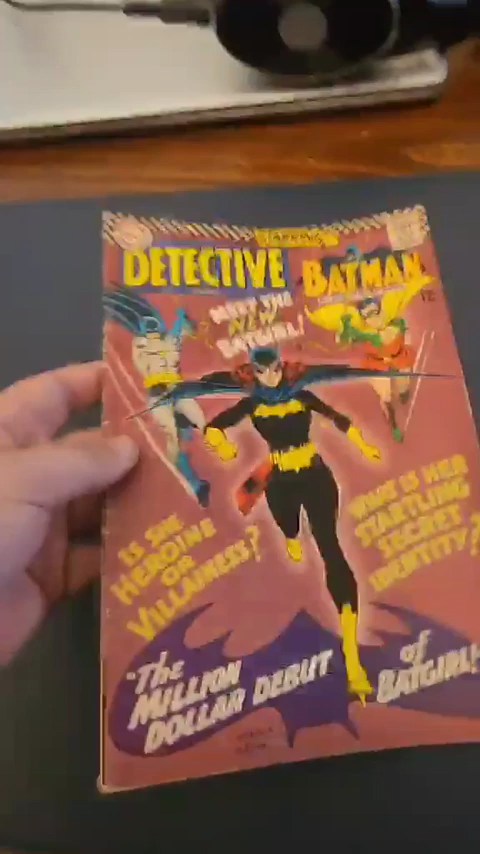 DETECTIVE
BATMAN
MEET THE
NEW
BATGIRL!
IS SHE
HEROINE
OR
VILLAINESS?
WHAT IS HER
STARTLING
SECRET
IDENTITY?
"The
MILLION
DOLLAR DEBUT
of
BATGIRL!"